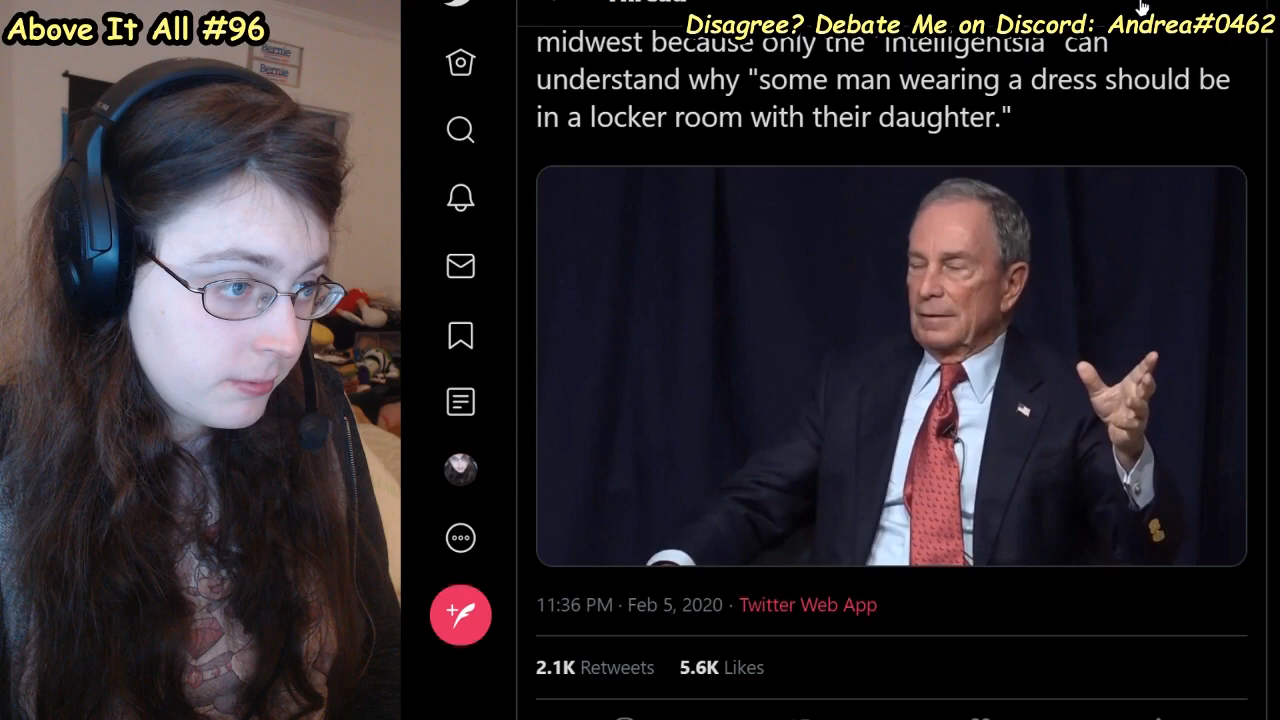 Above It All #96
Disagree? Debate Me on Discord: Andrea#0462
Bernie
Bernie
Thread
midwest because only the "intelligentsia" can
understand why "some man wearing a dress should be
in a locker room with their daughter."
11:36 PM · Feb 5, 2020 · Twitter Web App
2.1K Retweets 5.6K Likes